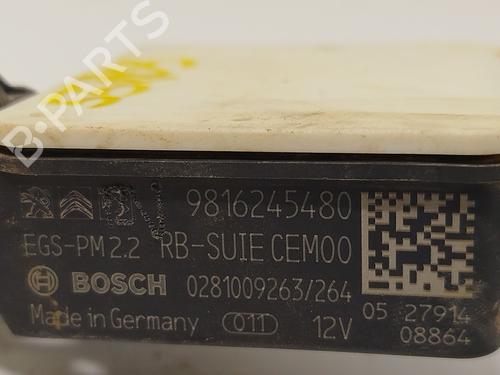 B-PARTS
9816245480
EGS-PM 2.2 RB-SUIE CEM00
BOSCH 0281009263/264
Made in Germany 011 12V
05 27914
08864